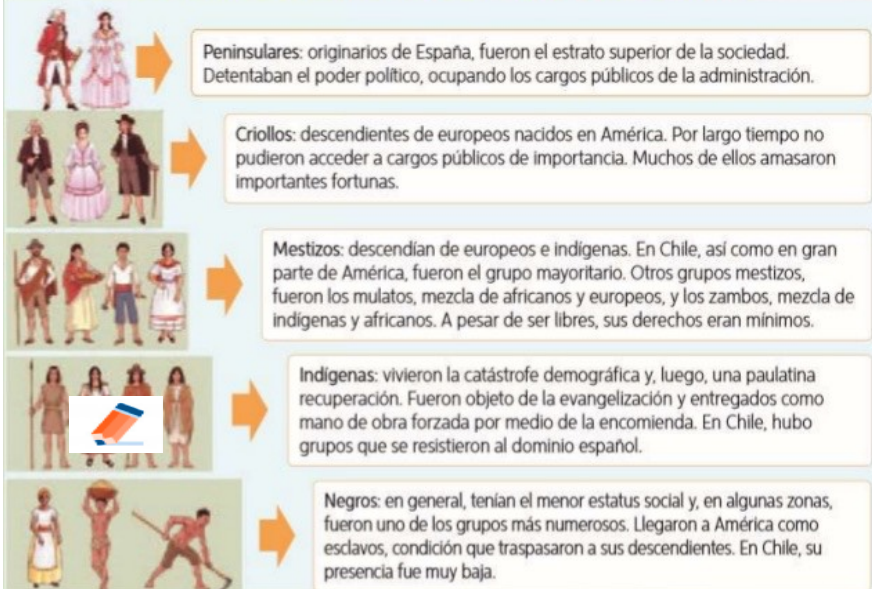 Peninsulares: originarios de España, fueron el estrato superior de la sociedad.
Detentaban el poder político, ocupando los cargos públicos de la administración.
Criollos: descendientes de europeos nacidos en América. Por largo tiempo no
pudieron acceder a cargos públicos de importancia. Muchos de ellos amasaron
importantes fortunas.
Mestizos: descendían de europeos e indígenas. En Chile, así como en gran
parte de América, fueron el grupo mayoritario. Otros grupos mestizos,
fueron los mulatos, mezcla de africanos y europeos, y los zambos, mezcla de
indígenas y africanos. A pesar de ser libres, sus derechos eran mínimos.
Indígenas: vivieron la catástrofe demográfica y, luego, una paulatina
recuperación. Fueron objeto de la evangelización y entregados como
mano de obra forzada por medio de la encomienda. En Chile, hubo
grupos que se resistieron al dominio español.
Negros: en general, tenían el menor estatus social y, en algunas zonas,
fueron uno de los grupos más numerosos. Llegaron a América como
esclavos, condición que traspasaron a sus descendientes. En Chile, su
presencia fue muy baja.